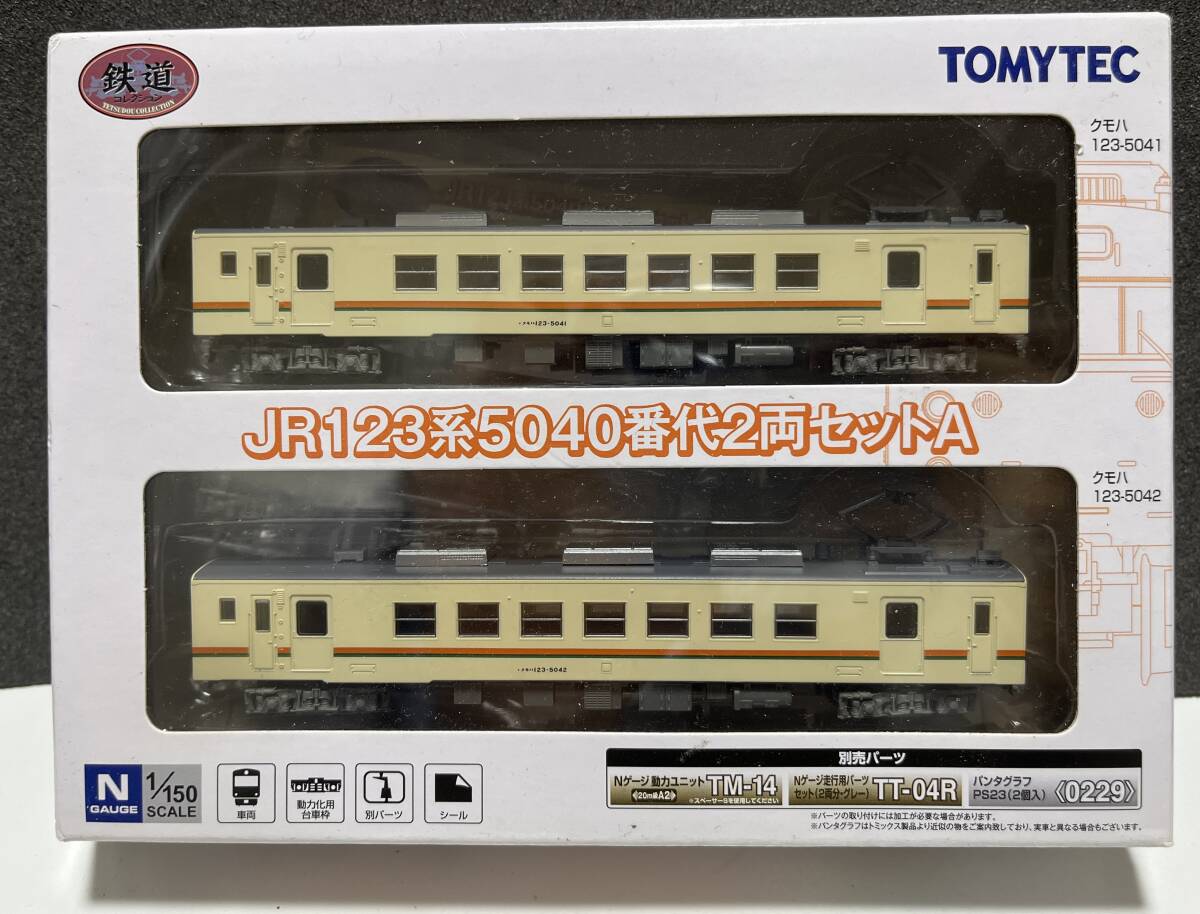 鉄道
コレクション
TETSUDOU COLLECTION
TOMYTEC
クモハ
123-5041
クモハ123-5041
JR123系5040番代2両セットA
クモハ
123-5042
クモハ123-5042
N
GAUGE
1/150
SCALE
車両
動力化用
台車枠
別パーツ
シール
別売パーツ
Nゲージ動力ユニット
〈20m級A2〉
TM-14
※スペーサーSを使用してください
Nゲージ走行用パーツ
セット(2両分・グレー)
TT-04R
パンタグラフ
PS23(2個入)
〈0229〉
※パーツの取り付けには加工が必要な場合があります。
※パンタグラフはトミックス製品より近似の物をご案内致しており、実車と異なる場合もございます。